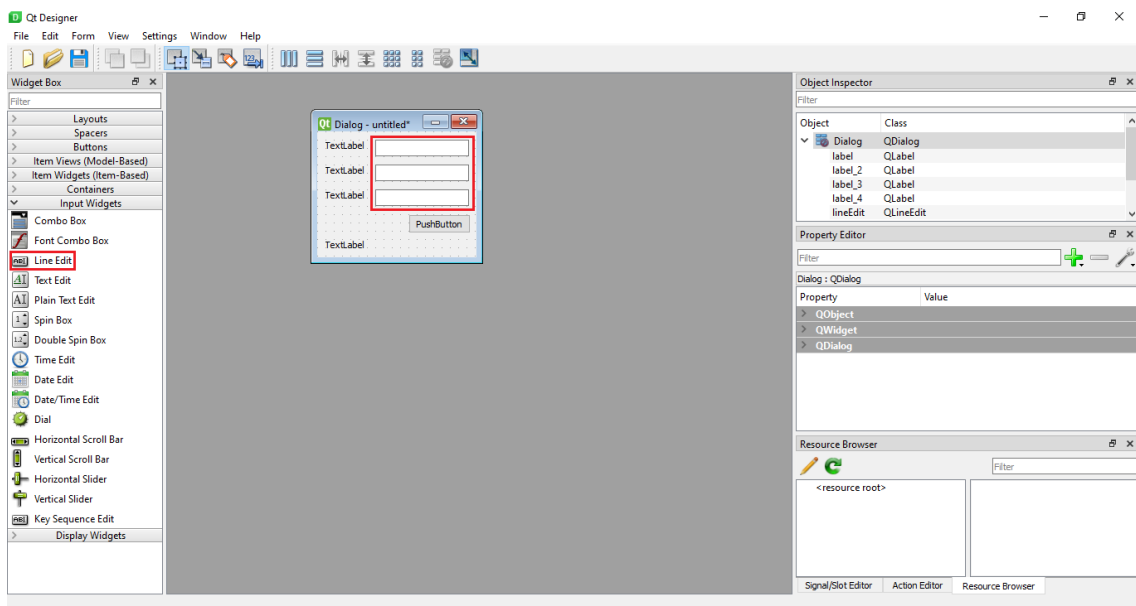 Qt Designer
File Edit Form View Settings Window Help
Widget Box
Filter
Layouts
Spacers
Buttons
Item Views (Model-Based)
Item Widgets (Item-Based)
Containers
Input Widgets
Combo Box
Font Combo Box
Line Edit
Text Edit
Plain Text Edit
Spin Box
Double Spin Box
Time Edit
Date Edit
Date/Time Edit
Dial
Horizontal Scroll Bar
Vertical Scroll Bar
Horizontal Slider
Vertical Slider
Key Sequence Edit
Display Widgets
Dialog - untitled*
TextLabel
TextLabel
TextLabel
PushButton
TextLabel
Object Inspector
Filter
Object Class
Dialog QDialog
label QLabel
label_2 QLabel
label_3 QLabel
label_4 QLabel
lineEdit QLineEdit
Property Editor
Filter
Dialog : QDialog
Property Value
QObject
QWidget
QDialog
Resource Browser
Filter
<resource root>
Signal/Slot Editor Action Editor Resource Browser